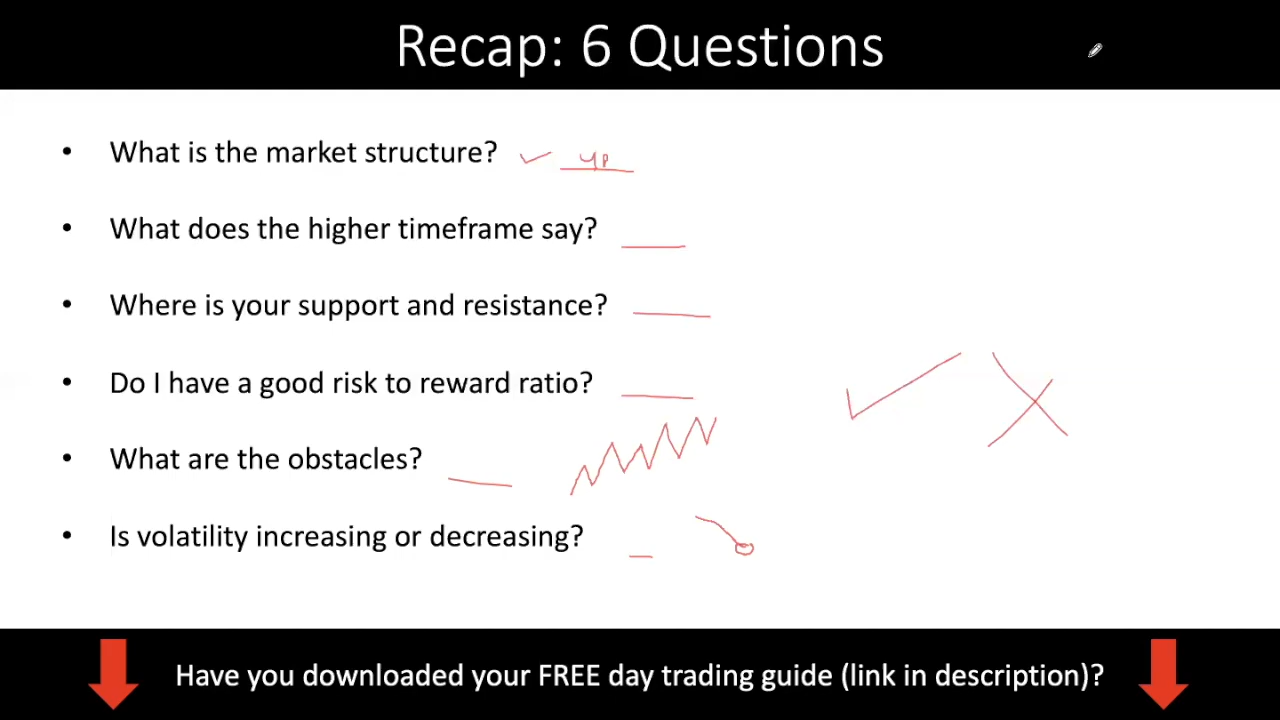 Recap: 6 Questions
• What is the market structure? ✓ up
• What does the higher timeframe say?
• Where is your support and resistance?
• Do I have a good risk to reward ratio?
• What are the obstacles?
• Is volatility increasing or decreasing?
Have you downloaded your FREE day trading guide (link in description)?